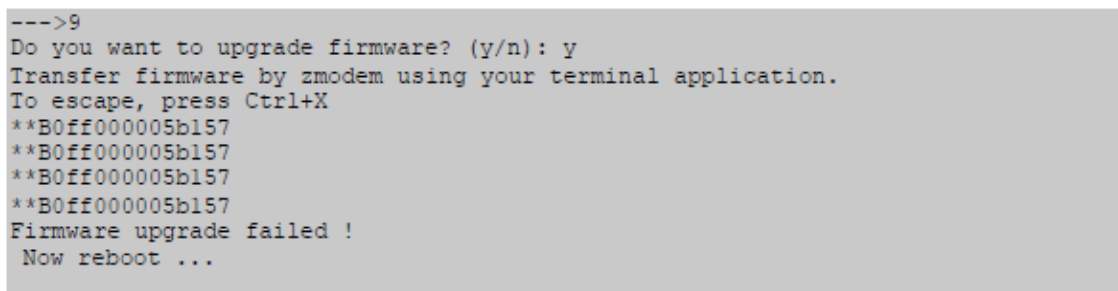 --->9
Do you want to upgrade firmware? (y/n): y
Transfer firmware by zmodem using your terminal application.
To escape, press Ctrl+X
**B0ff000005b157
**B0ff000005b157
**B0ff000005b157
**B0ff000005b157
Firmware upgrade failed !
Now reboot ...